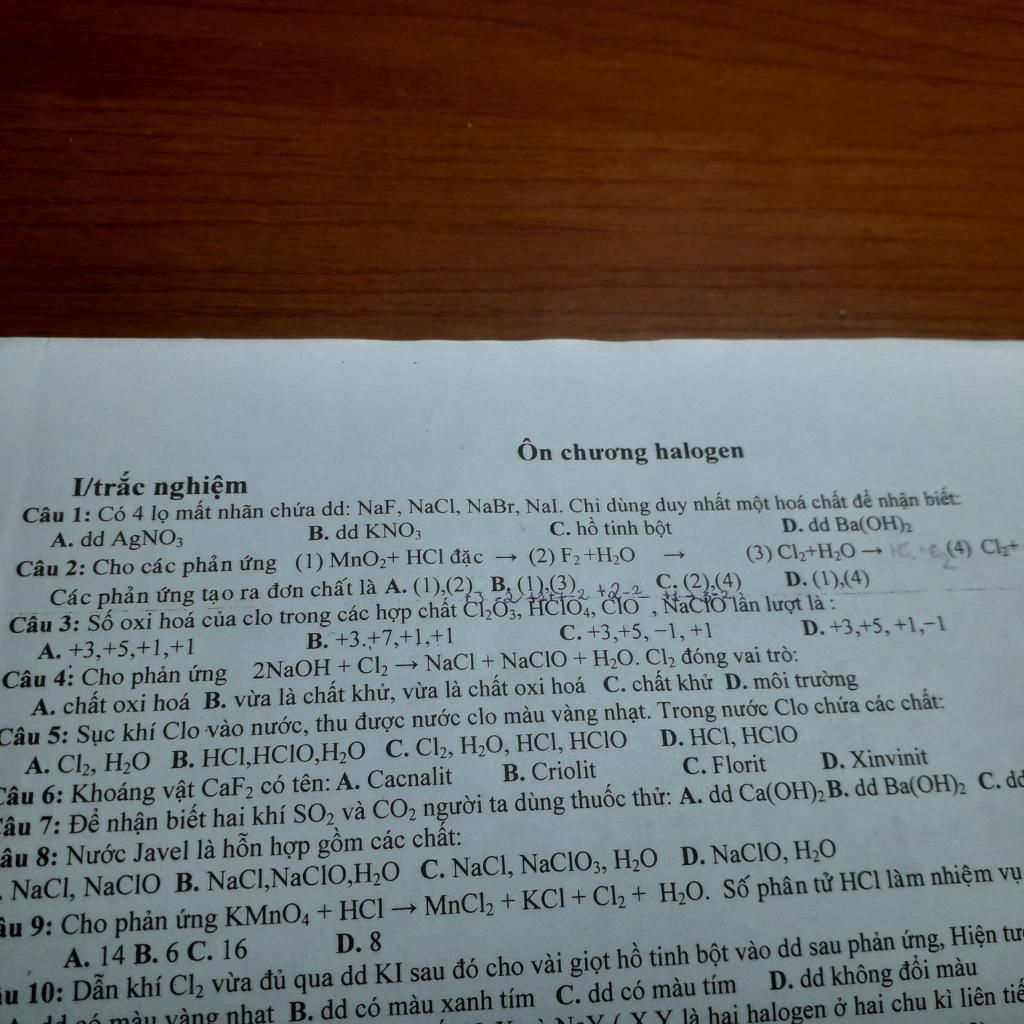 Ôn chương halogen
I/trắc nghiệm
Câu 1: Có 4 lọ mất nhãn chứa dd: NaF, NaCl, NaBr, NaI. Chỉ dùng duy nhất một hoá chất để nhận biết:
A. dd AgNO₃ B. dd KNO₃ C. hồ tinh bột D. dd Ba(OH)₂
Câu 2: Cho các phản ứng (1) MnO₂+ HCl đặc → (2) F₂+H₂O → (3) Cl₂+H₂O → (4) Cl₂+
Các phản ứng tạo ra đơn chất là A. (1),(2) B. (1),(3) C. (2),(4) D. (1),(4)
Câu 3: Số oxi hoá của clo trong các hợp chất Cl₂O₃, HClO₄, ClO⁻, NaClO lần lượt là :
A. +3,+5,+1,+1 B. +3.+7,+1,+1 C. +3,+5, −1, +1 D. +3,+5, +1,−1
Câu 4: Cho phản ứng 2NaOH + Cl₂ → NaCl + NaClO + H₂O. Cl₂ đóng vai trò:
A. chất oxi hoá B. vừa là chất khử, vừa là chất oxi hoá C. chất khử D. môi trường
Câu 5: Sục khí Clo vào nước, thu được nước clo màu vàng nhạt. Trong nước Clo chứa các chất:
A. Cl₂, H₂O B. HCl,HClO,H₂O C. Cl₂, H₂O, HCl, HClO D. HCl, HClO
Câu 6: Khoáng vật CaF₂ có tên: A. Cacnalit B. Criolit C. Florit D. Xinvinit
Câu 7: Để nhận biết hai khí SO₂ và CO₂ người ta dùng thuốc thử: A. dd Ca(OH)₂ B. dd Ba(OH)₂ C. dd
âu 8: Nước Javel là hỗn hợp gồm các chất:
. NaCl, NaClO B. NaCl,NaClO,H₂O C. NaCl, NaClO₃, H₂O D. NaClO, H₂O
âu 9: Cho phản ứng KMnO₄ + HCl → MnCl₂ + KCl + Cl₂ + H₂O. Số phân tử HCl làm nhiệm vụ
A. 14 B. 6 C. 16 D. 8
u 10: Dẫn khí Cl₂ vừa đủ qua dd KI sau đó cho vài giọt hồ tinh bột vào dd sau phản ứng, Hiện tư
dd có màu vàng nhạt B. dd có màu xanh tím C. dd có màu tím D. dd không đổi màu
NaY ( X,Y là hai halogen ở hai chu kì liên tiế